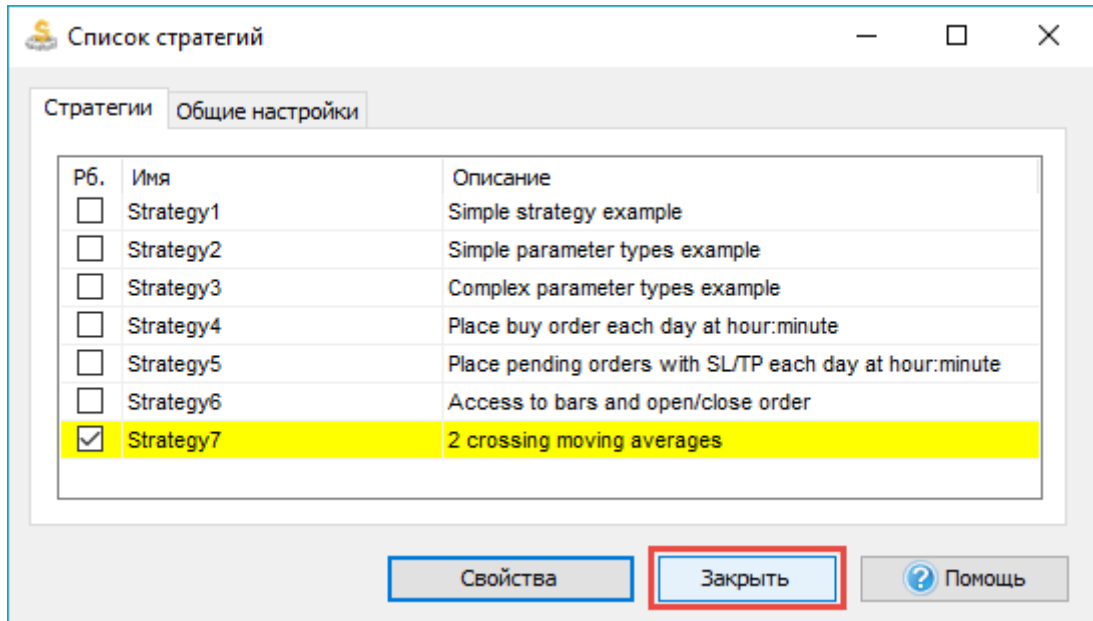 Список стратегий
Стратегии Общие настройки
Рб. Имя Описание
Strategy1 Simple strategy example
Strategy2 Simple parameter types example
Strategy3 Complex parameter types example
Strategy4 Place buy order each day at hour:minute
Strategy5 Place pending orders with SL/TP each day at hour:minute
Strategy6 Access to bars and open/close order
Strategy7 2 crossing moving averages
Свойства Закрыть Помощь